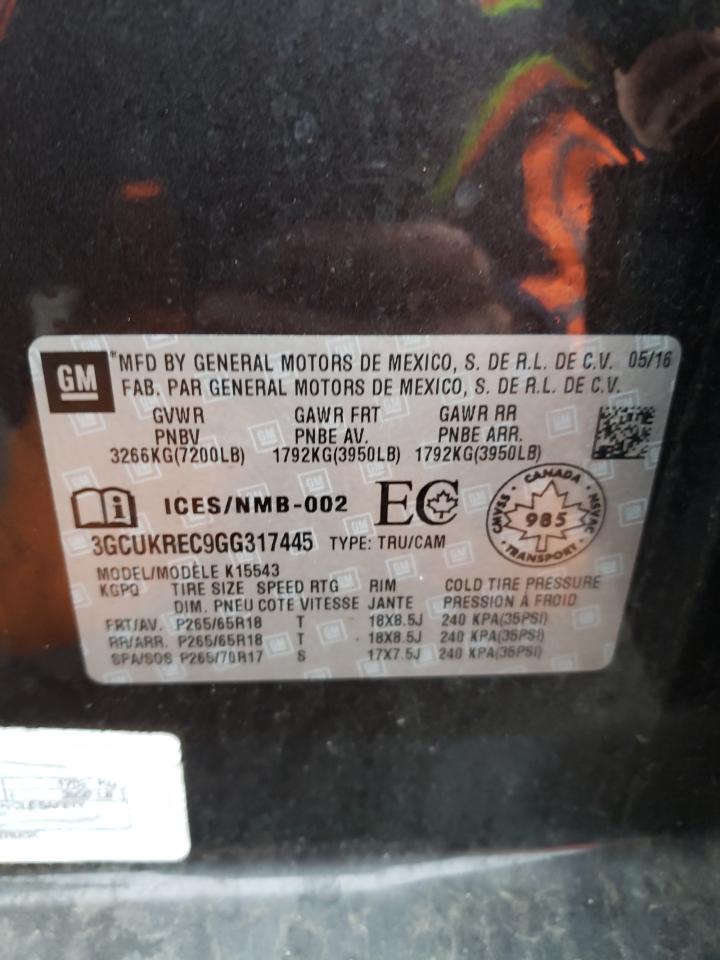 GM
MFD BY GENERAL MOTORS DE MEXICO, S. DE R.L. DE C.V. 05/16
FAB. PAR GENERAL MOTORS DE MEXICO, S. DE R.L. DE C.V.
GVWR GAWR FRT GAWR RR
PNBV PNBE AV. PNBE ARR.
3266KG(7200LB) 1792KG(3950LB) 1792KG(3950LB)
i ICES/NMB-002 EC
CANADA
CMVSS 985 NSVAC
TRANSPORT
3GCUKREC9GG317445 TYPE: TRU/CAM
MODEL/MODÈLE K15543
KGPQ TIRE SIZE SPEED RTG RIM COLD TIRE PRESSURE
DIM. PNEU COTE VITESSE JANTE PRESSION À FROID
FRT/AV. P265/65R18 T 18X8.5J 240 KPA(35PSI)
RR/ARR. P265/65R18 T 18X8.5J 240 KPA(35PSI)
SPA/SOS P265/70R17 S 17X7.5J 240 KPA(35PSI)